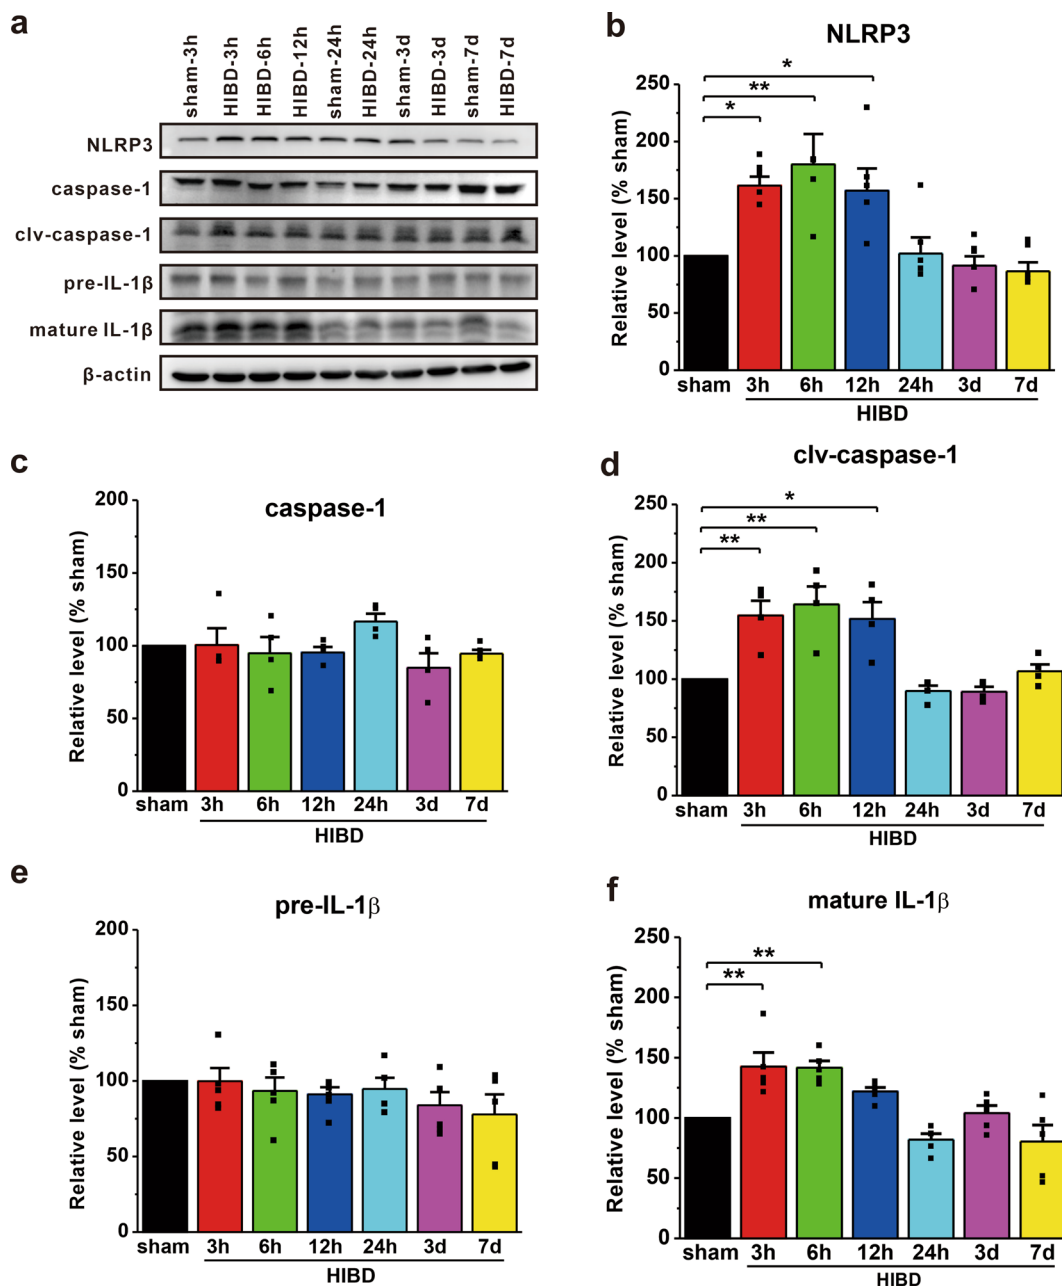 a
sham-3h
HIBD-3h
HIBD-6h
HIBD-12h
sham-24h
HIBD-24h
sham-3d
HIBD-3d
sham-7d
HIBD-7d
NLRP3
caspase-1
clv-caspase-1
pre-IL-1β
mature IL-1β
β-actin
b
NLRP3
Relative level (% sham)
250
200
150
100
50
0
*
**
*
sham 3h 6h 12h 24h 3d 7d
HIBD
c
caspase-1
Relative level (% sham)
200
150
100
50
0
sham 3h 6h 12h 24h 3d 7d
HIBD
d
clv-caspase-1
Relative level (% sham)
250
200
150
100
50
0
*
**
**
sham 3h 6h 12h 24h 3d 7d
HIBD
e
pre-IL-1β
Relative level (% sham)
200
150
100
50
0
sham 3h 6h 12h 24h 3d 7d
HIBD
f
mature IL-1β
Relative level (% sham)
250
200
150
100
50
0
**
**
sham 3h 6h 12h 24h 3d 7d
HIBD